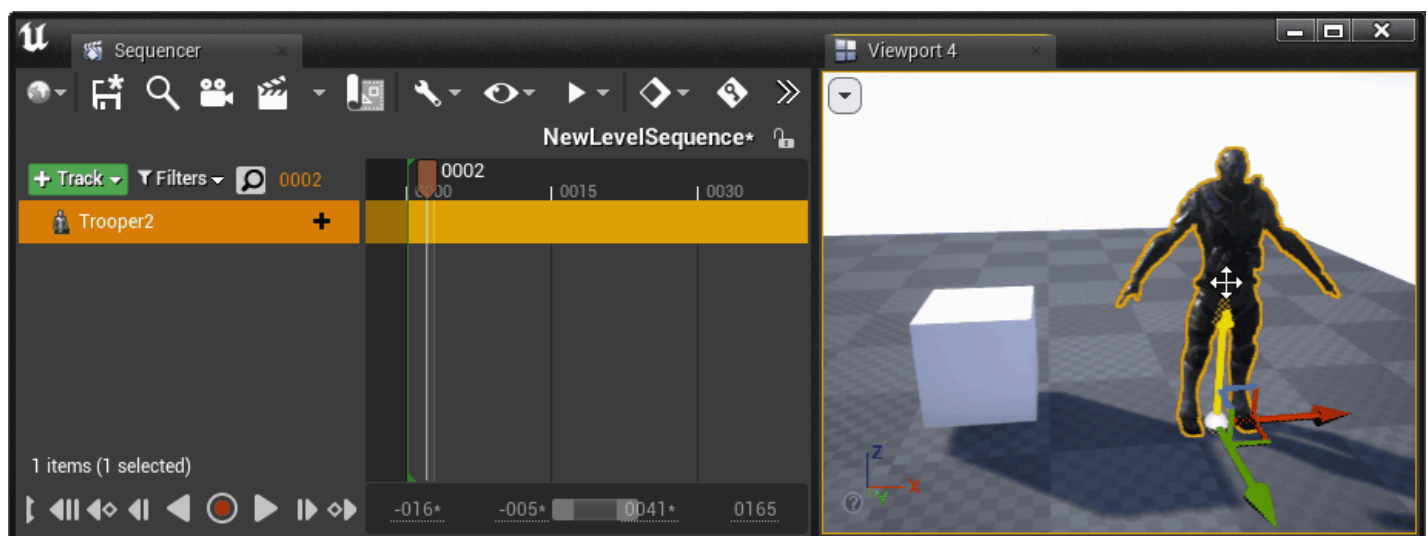 Sequencer
Viewport 4
NewLevelSequence*
+ Track
Filters
0002
0002
0000
0015
0030
Trooper2
1 items (1 selected)
-016*
-005*
0041*
0165
Z
X